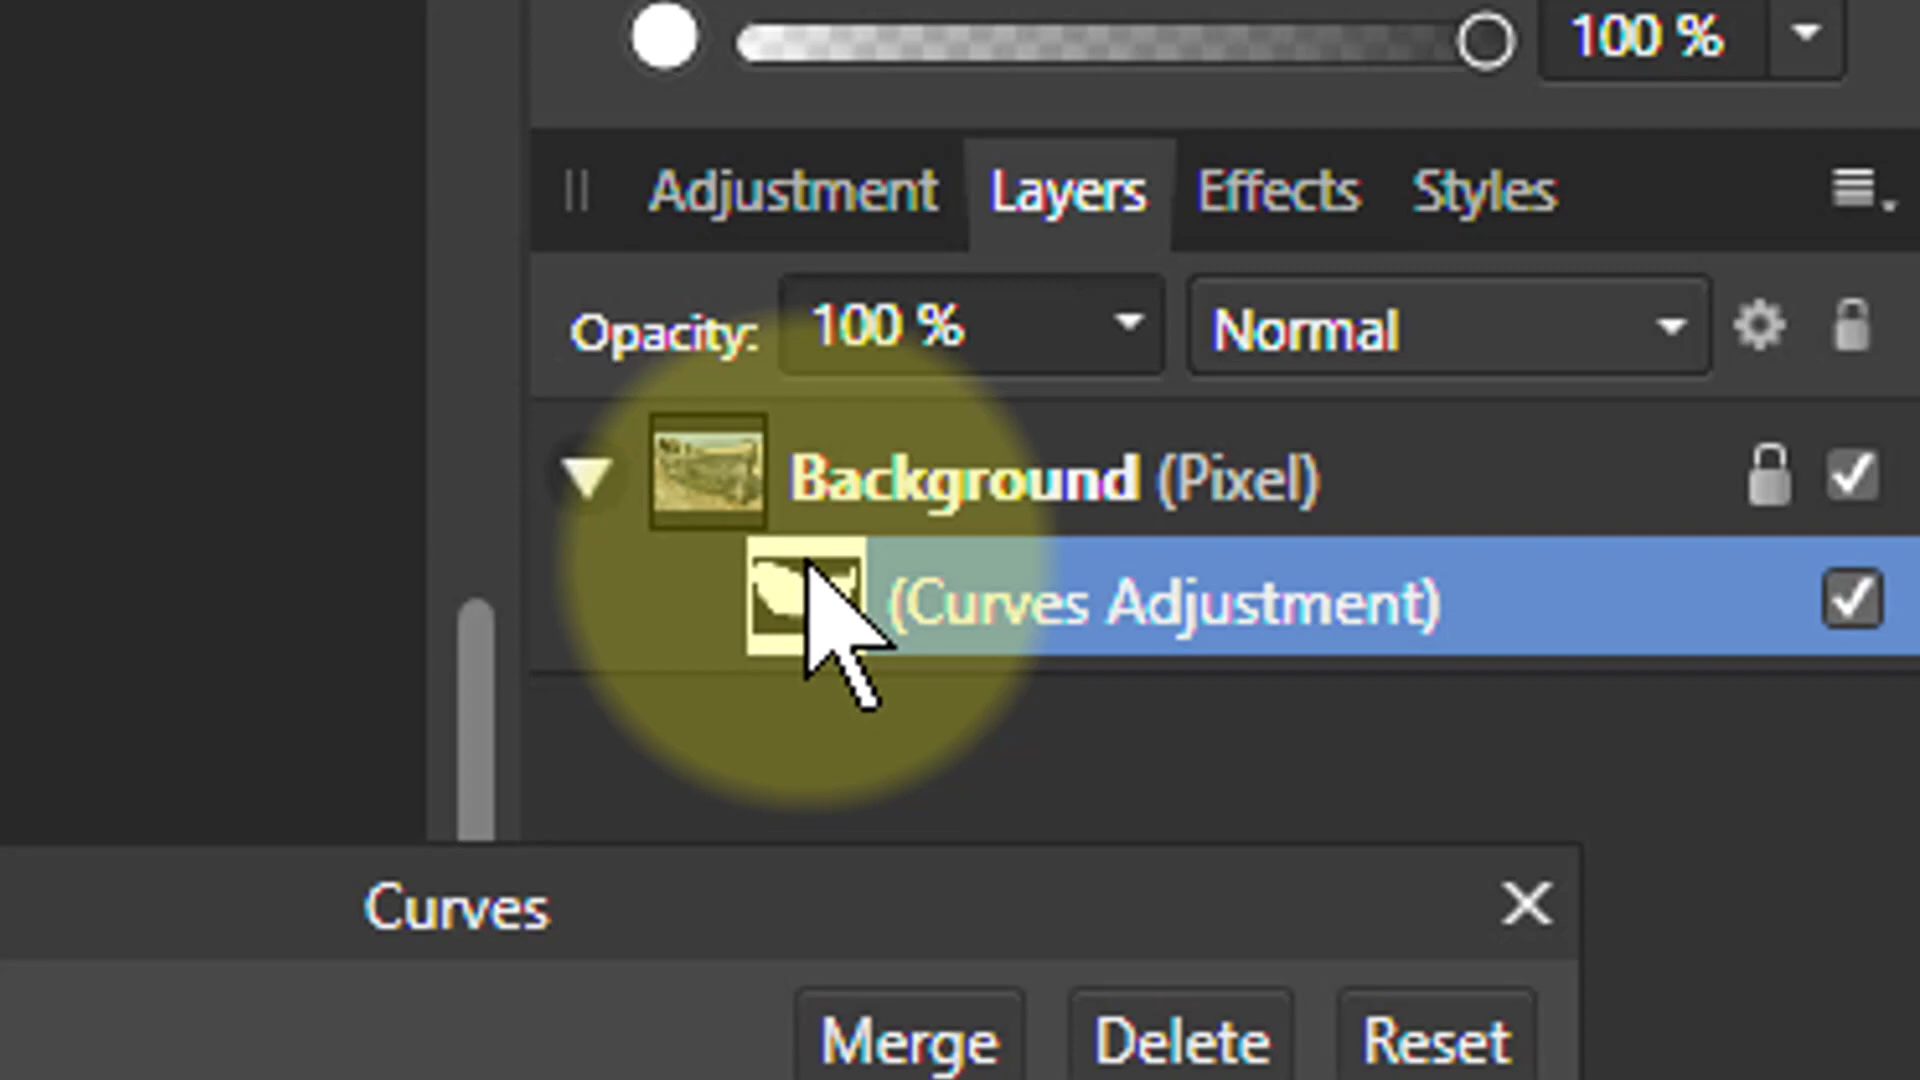 100 %
Adjustment Layers Effects Styles
Opacity: 100 % Normal
Background (Pixel)
(Curves Adjustment)
Curves
Merge Delete Reset